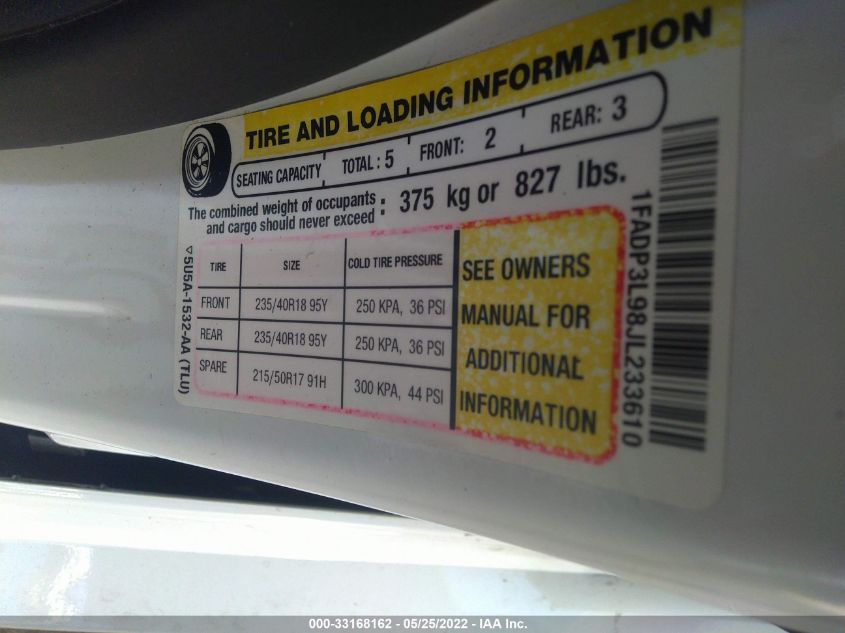 TIRE AND LOADING INFORMATION
SEATING CAPACITY TOTAL: 5 FRONT: 2 REAR: 3
The combined weight of occupants
and cargo should never exceed : 375 kg or 827 lbs.
TIRE SIZE COLD TIRE PRESSURE
FRONT 235/40R18 95Y 250 KPA, 36 PSI
REAR 235/40R18 95Y 250 KPA, 36 PSI
SPARE 215/50R17 91H 300 KPA, 44 PSI
SEE OWNERS
MANUAL FOR
ADDITIONAL
INFORMATION
5U5A-1532-AA (TLU)
1FADP3L98JL233610
000-33168162 - 05/25/2022 - IAA Inc.